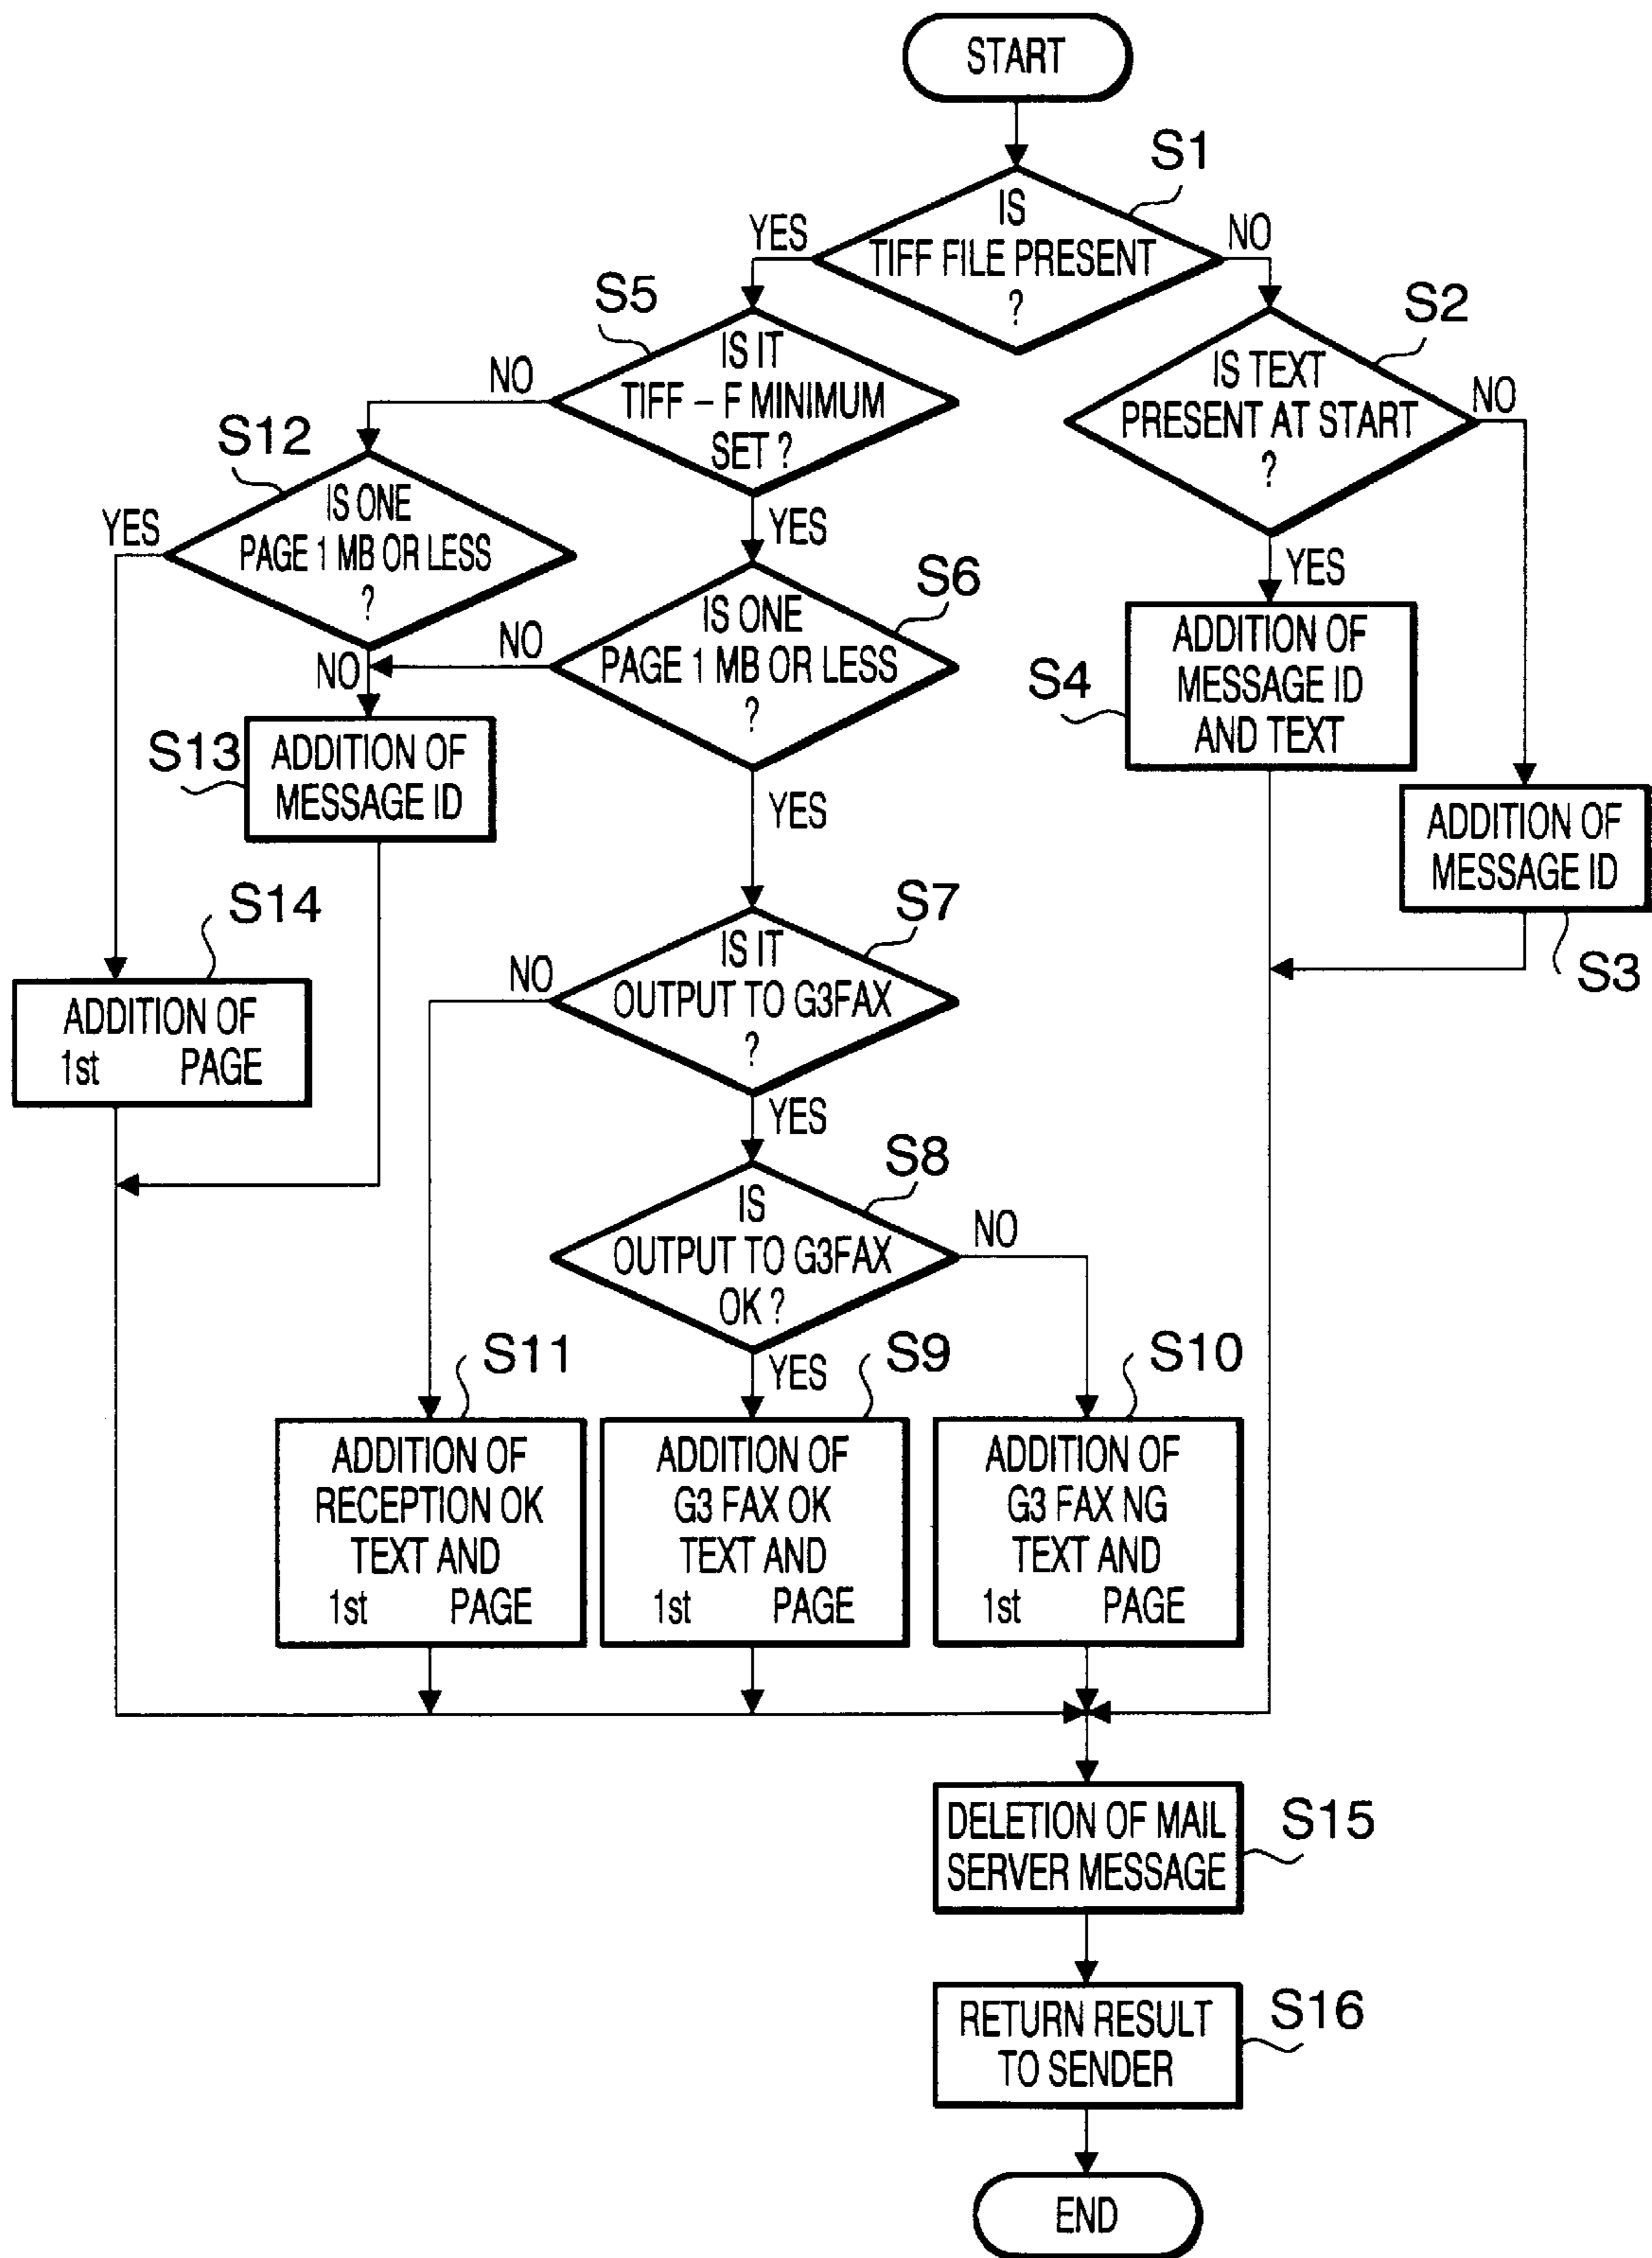 START
S1
IS
TIFF FILE PRESENT
?
YES
NO
S5
IS IT
TIFF – F MINIMUM
SET ?
NO
YES
S2
IS TEXT
PRESENT AT START
?
NO
YES
S12
IS ONE
PAGE 1 MB OR LESS
?
YES
NO
S6
IS ONE
PAGE 1 MB OR LESS
?
NO
YES
S4
ADDITION OF
MESSAGE ID
AND TEXT
S13
ADDITION OF
MESSAGE ID
ADDITION OF
MESSAGE ID
S3
S14
ADDITION OF
1st PAGE
S7
IS IT
OUTPUT TO G3FAX
?
NO
YES
S8
IS
OUTPUT TO G3FAX
OK ?
NO
YES
S11
ADDITION OF
RECEPTION OK
TEXT AND
1st PAGE
S9
ADDITION OF
G3 FAX OK
TEXT AND
1st PAGE
S10
ADDITION OF
G3 FAX NG
TEXT AND
1st PAGE
DELETION OF MAIL
SERVER MESSAGE
S15
RETURN RESULT
TO SENDER
S16
END